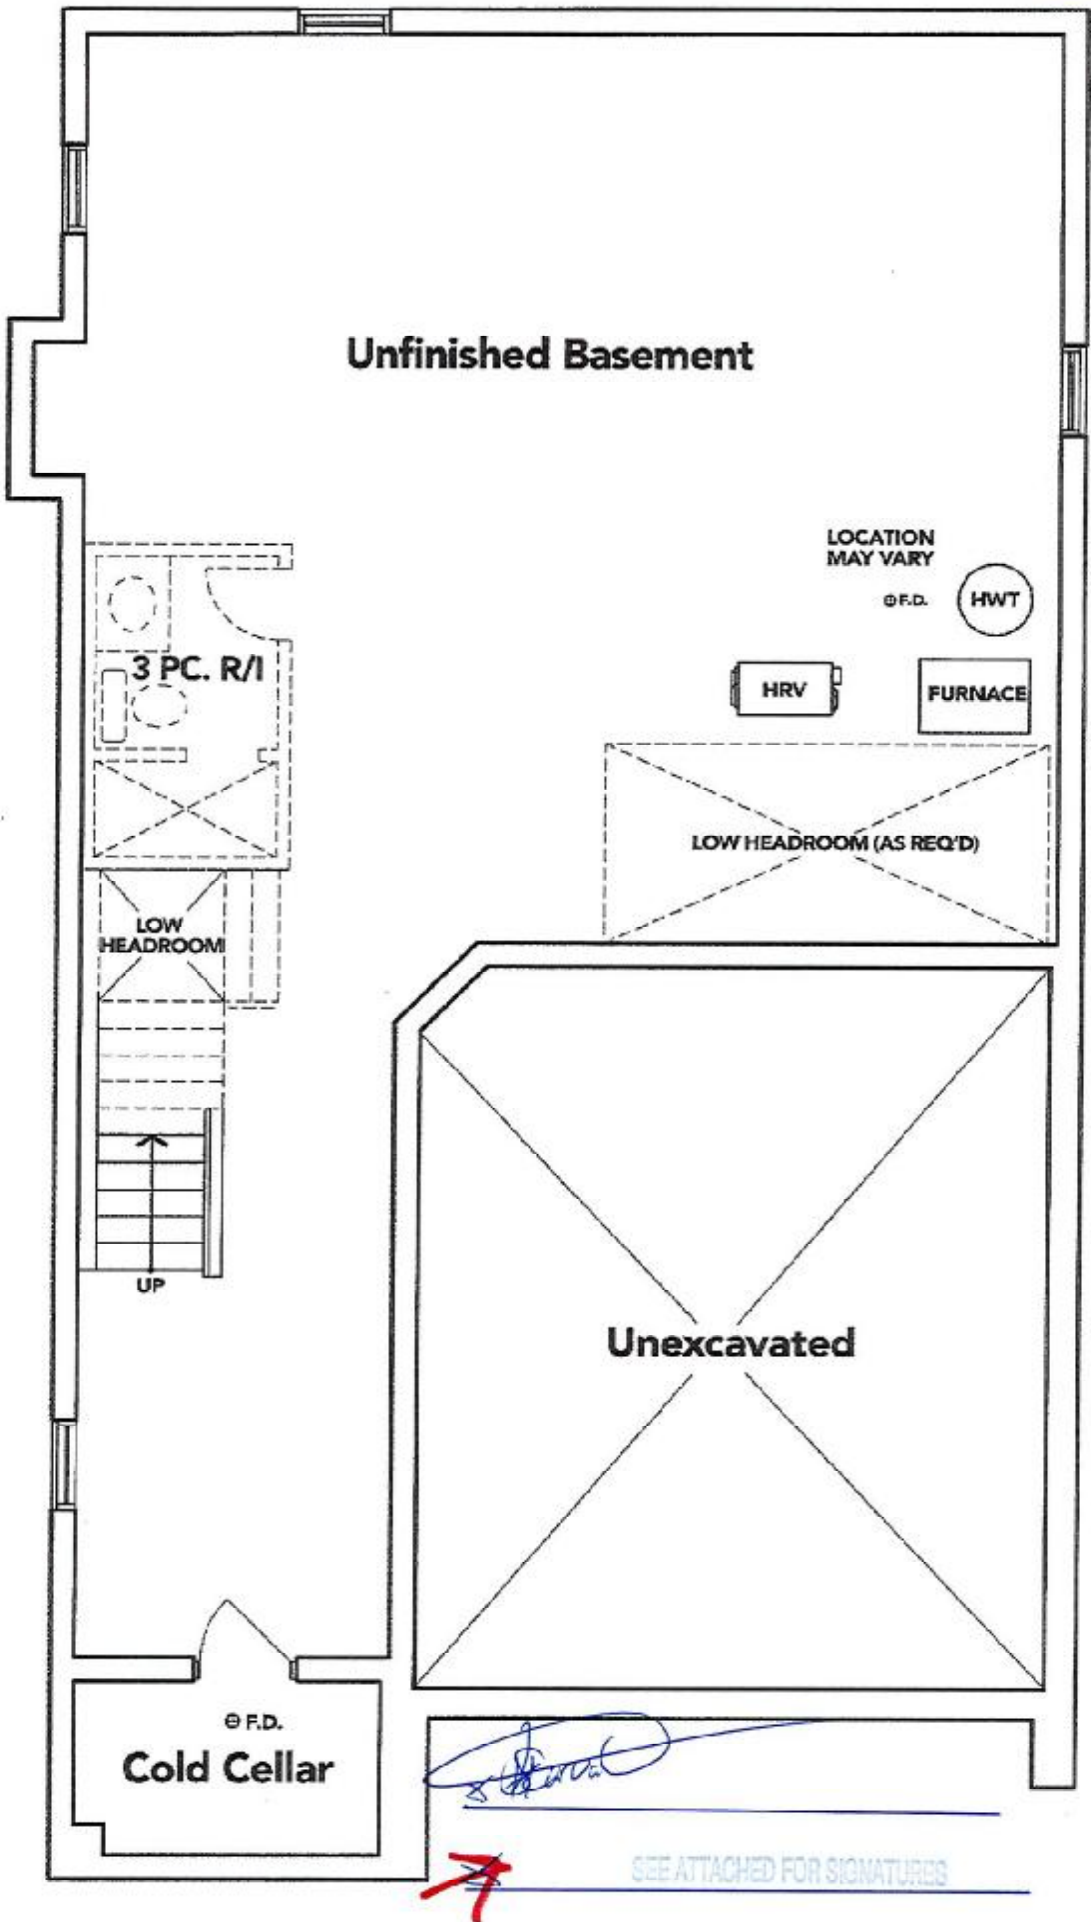 Unfinished Basement
LOCATION
MAY VARY
F.D.
HWT
3 PC. R/I
HRV
FURNACE
LOW HEADROOM (AS REQ'D)
LOW
HEADROOM
UP
Unexcavated
F.D.
Cold Cellar
x
x
SEE ATTACHED FOR SIGNATURES